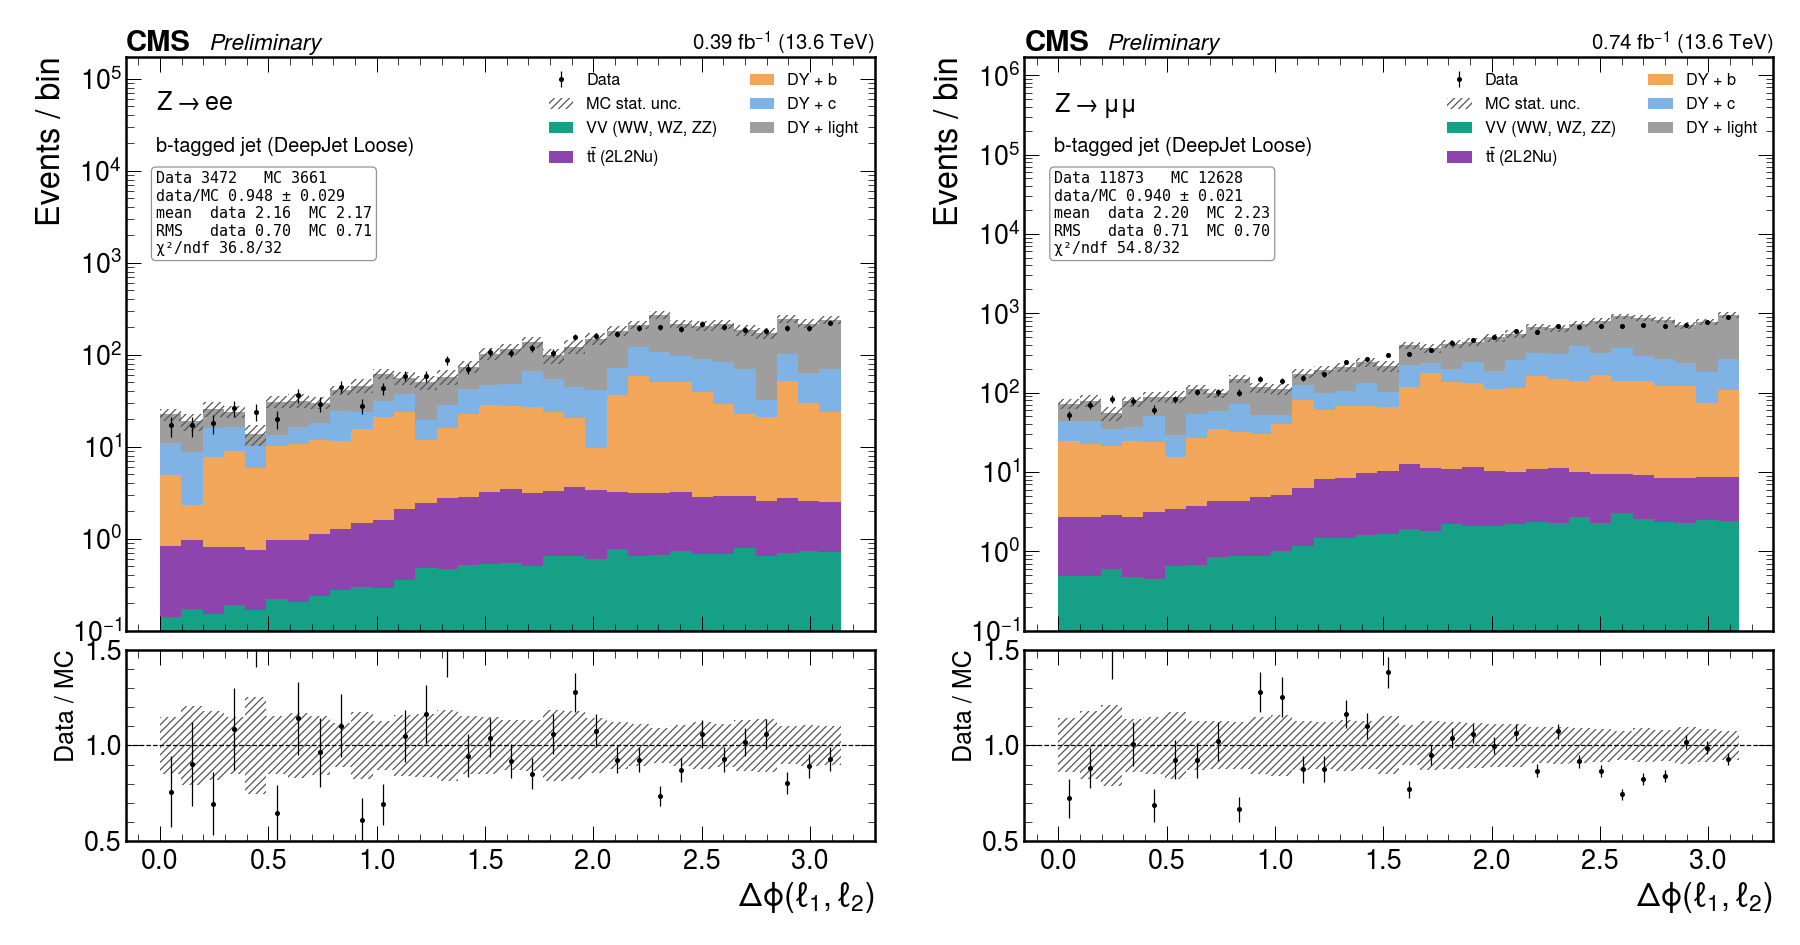 CMS Preliminary 0.39 fb⁻¹ (13.6 TeV)
Events / bin
10⁵
10⁴
10³
10²
10¹
10⁰
10⁻¹
Z → ee
b-tagged jet (DeepJet Loose)
Data 3472 MC 3661
data/MC 0.948 ± 0.029
mean data 2.16 MC 2.17
RMS data 0.70 MC 0.71
χ²/ndf 36.8/32
Data
MC stat. unc.
VV (WW, WZ, ZZ)
tt̄ (2L2Nu)
DY + b
DY + c
DY + light
Data / MC
1.5
1.0
0.5
0.0 0.5 1.0 1.5 2.0 2.5 3.0
Δϕ(ℓ₁, ℓ₂)
CMS Preliminary 0.74 fb⁻¹ (13.6 TeV)
Events / bin
10⁶
10⁵
10⁴
10³
10²
10¹
10⁰
10⁻¹
Z → μμ
b-tagged jet (DeepJet Loose)
Data 11873 MC 12628
data/MC 0.940 ± 0.021
mean data 2.20 MC 2.23
RMS data 0.71 MC 0.70
χ²/ndf 54.8/32
Data
MC stat. unc.
VV (WW, WZ, ZZ)
tt̄ (2L2Nu)
DY + b
DY + c
DY + light
Data / MC
1.5
1.0
0.5
0.0 0.5 1.0 1.5 2.0 2.5 3.0
Δϕ(ℓ₁, ℓ₂)